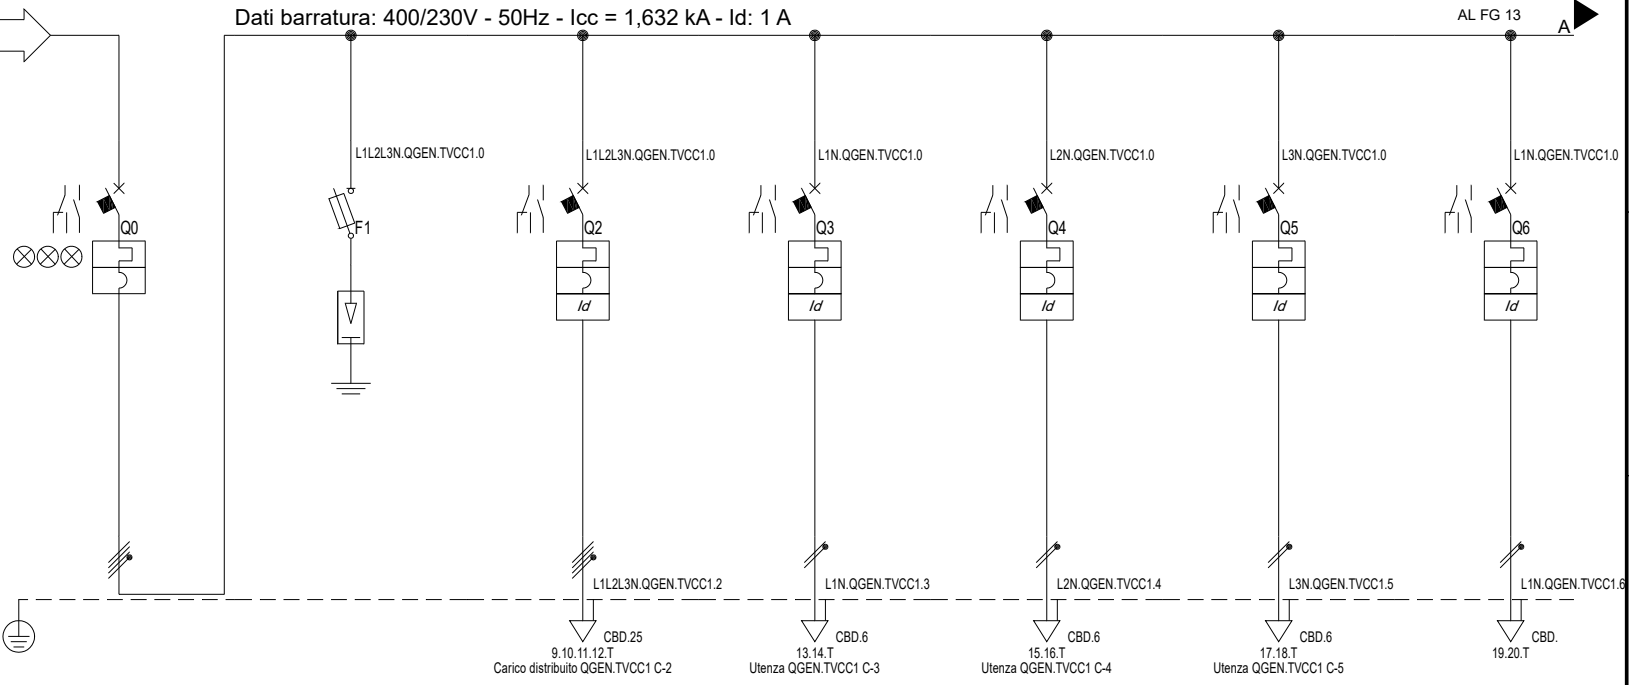 Dati barratura: 400/230V - 50Hz - Icc = 1,632 kA - Id: 1 A
AL FG 13
A
L1L2L3N.QGEN.TVCC1.0
L1L2L3N.QGEN.TVCC1.0
L1N.QGEN.TVCC1.0
L2N.QGEN.TVCC1.0
L3N.QGEN.TVCC1.0
L1N.QGEN.TVCC1.0
Q0
F1
Q2
Q3
Q4
Q5
Q6
Id
Id
Id
Id
Id
L1L2L3N.QGEN.TVCC1.2
L1N.QGEN.TVCC1.3
L2N.QGEN.TVCC1.4
L3N.QGEN.TVCC1.5
L1N.QGEN.TVCC1.6
CBD.25
CBD.6
CBD.6
CBD.6
CBD.
9.10.11.12.T
13.14.T
15.16.T
17.18.T
19.20.T
Carico distribuito QGEN.TVCC1 C-2
Utenza QGEN.TVCC1 C-3
Utenza QGEN.TVCC1 C-4
Utenza QGEN.TVCC1 C-5